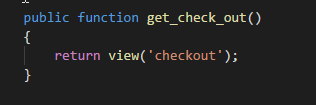 public function get_check_out()
{
    return view('checkout');
}